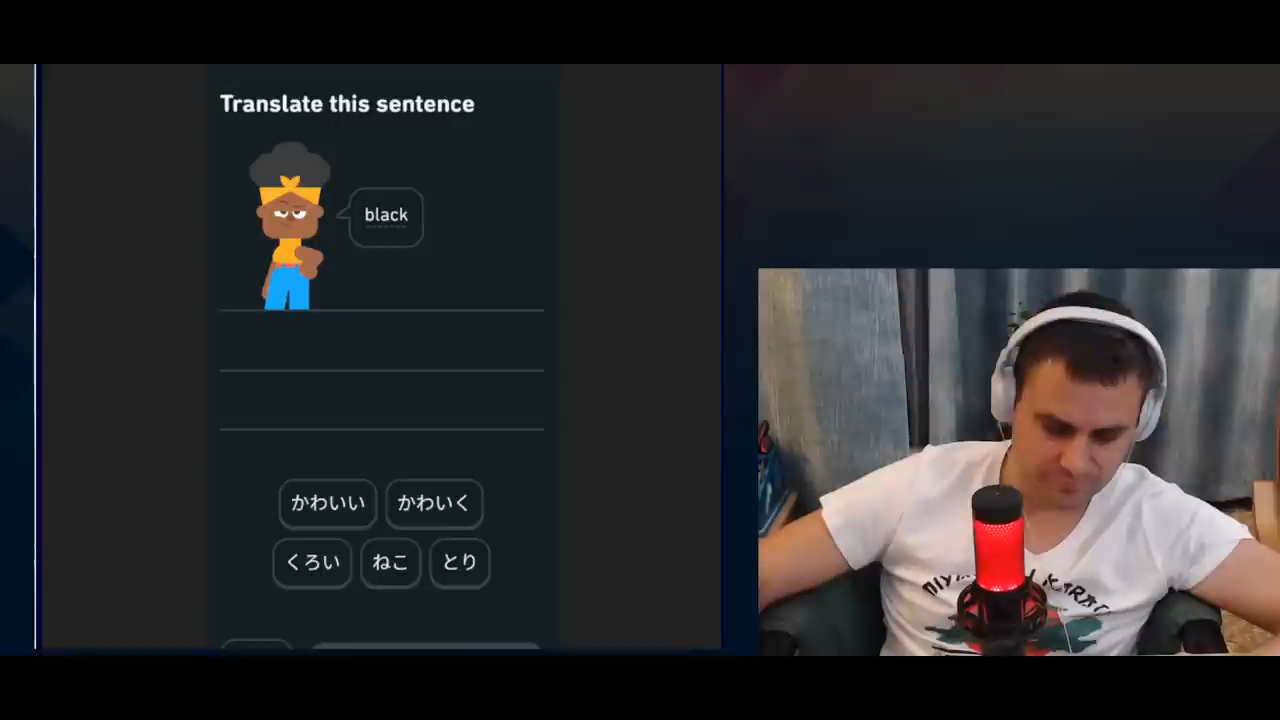 Translate this sentence
black
かわいい かわいく
くろい ねこ とり